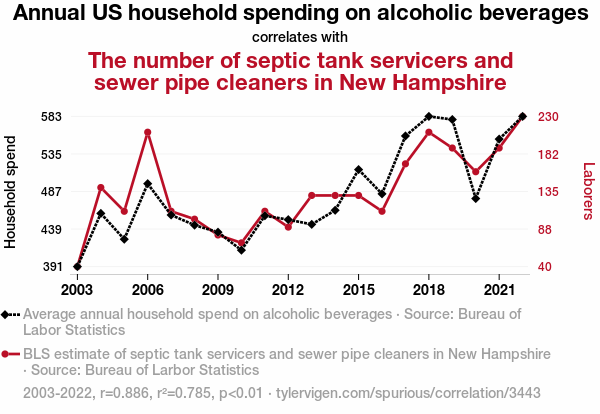 Annual US household spending on alcoholic beverages
correlates with
The number of septic tank servicers and
sewer pipe cleaners in New Hampshire
Household spend
583
535
487
439
391
230
182
135
88
40
Laborers
2003
2006
2009
2012
2015
2018
2021
Average annual household spend on alcoholic beverages · Source: Bureau of
Labor Statistics
BLS estimate of septic tank servicers and sewer pipe cleaners in New Hampshire
· Source: Bureau of Larbor Statistics
2003-2022, r=0.886, r²=0.785, p<0.01 · tylervigen.com/spurious/correlation/3443